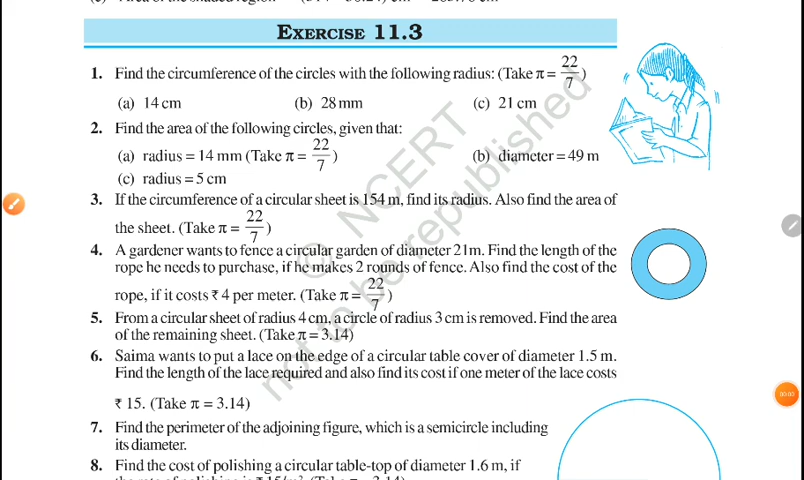 EXERCISE 11.3
1. Find the circumference of the circles with the following radius: (Take π = 22/7)
(a) 14 cm (b) 28 mm (c) 21 cm
2. Find the area of the following circles, given that:
(a) radius = 14 mm (Take π = 22/7) (b) diameter = 49 m
(c) radius = 5 cm
3. If the circumference of a circular sheet is 154 m, find its radius. Also find the area of
the sheet. (Take π = 22/7)
4. A gardener wants to fence a circular garden of diameter 21m. Find the length of the
rope he needs to purchase, if he makes 2 rounds of fence. Also find the cost of the
rope, if it costs ₹ 4 per meter. (Take π = 22/7)
5. From a circular sheet of radius 4 cm, a circle of radius 3 cm is removed. Find the area
of the remaining sheet. (Take π = 3.14)
6. Saima wants to put a lace on the edge of a circular table cover of diameter 1.5 m.
Find the length of the lace required and also find its cost if one meter of the lace costs
₹ 15. (Take π = 3.14)
7. Find the perimeter of the adjoining figure, which is a semicircle including
its diameter.
8. Find the cost of polishing a circular table-top of diameter 1.6 m, if
© NCERT
not to be republished
00:00